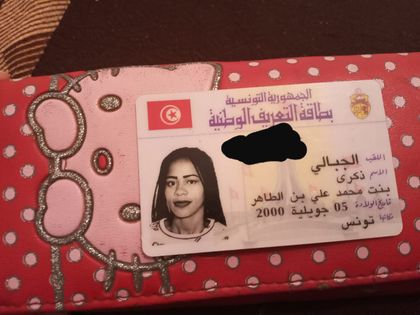 الجمهورية التونسية
بطاقة التعريف الوطنية
اللقب الجبالي
الاسم ذكرى
بنت محمد علي بن الطاهر
تاريخ الولادة 05 جويلية 2000
مكانها تونس